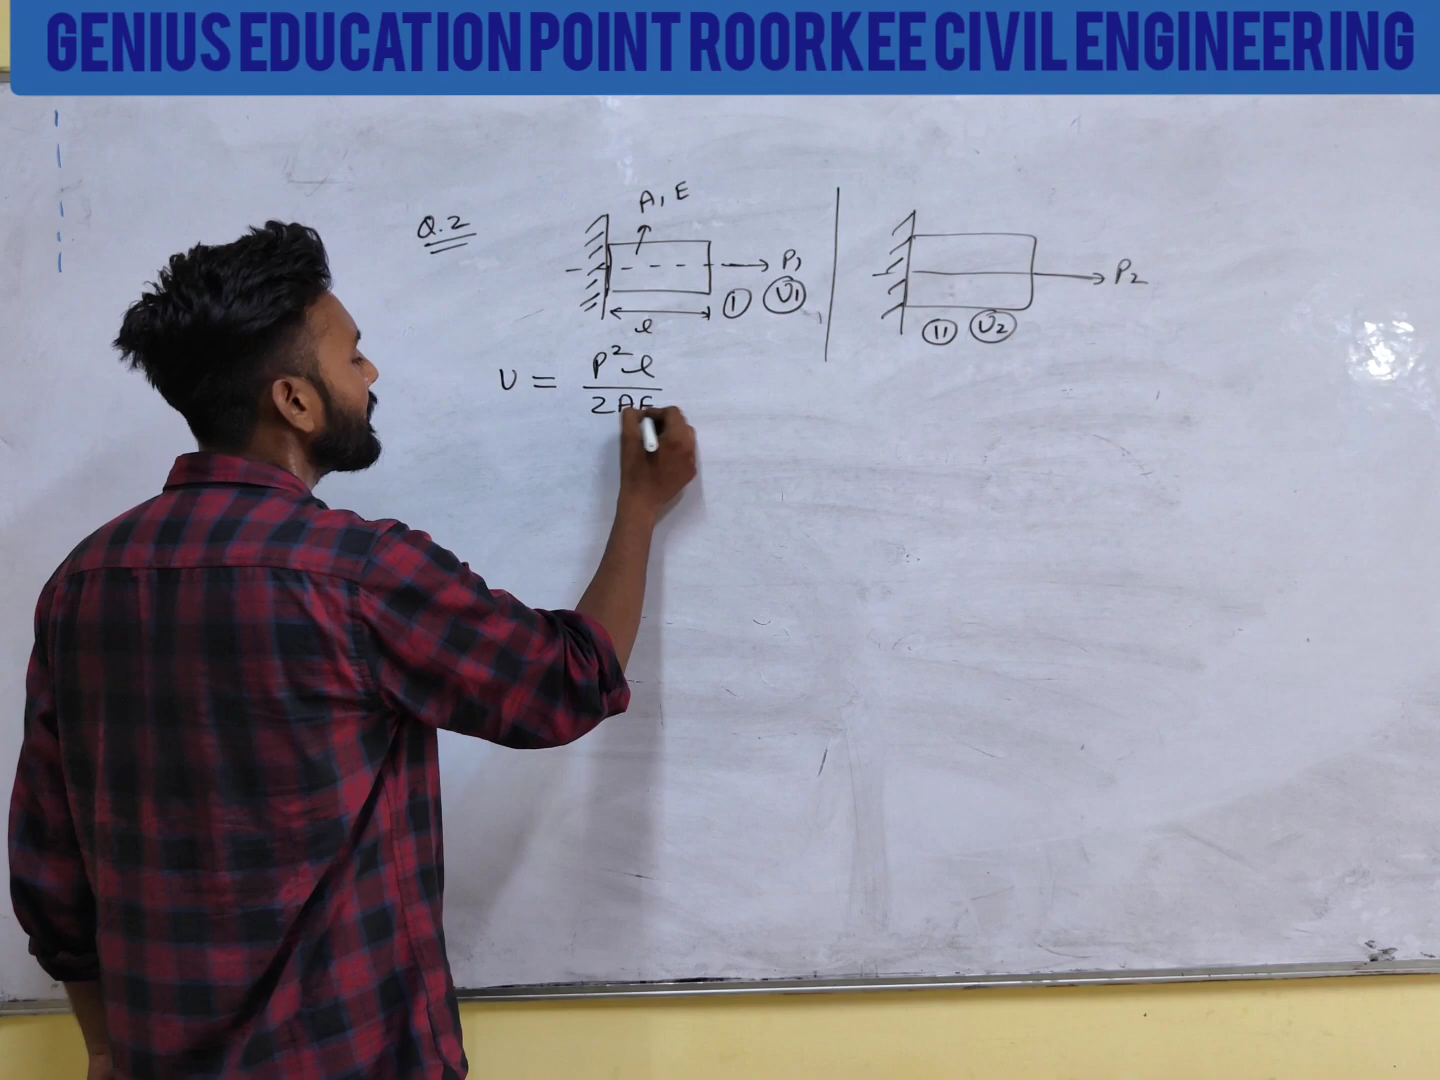 GENIUS EDUCATION POINT ROORKEE CIVIL ENGINEERING
Q.2
A, E
P₁
l
① U₁
P₂
⑪ U₂
U = P²l / 2AE